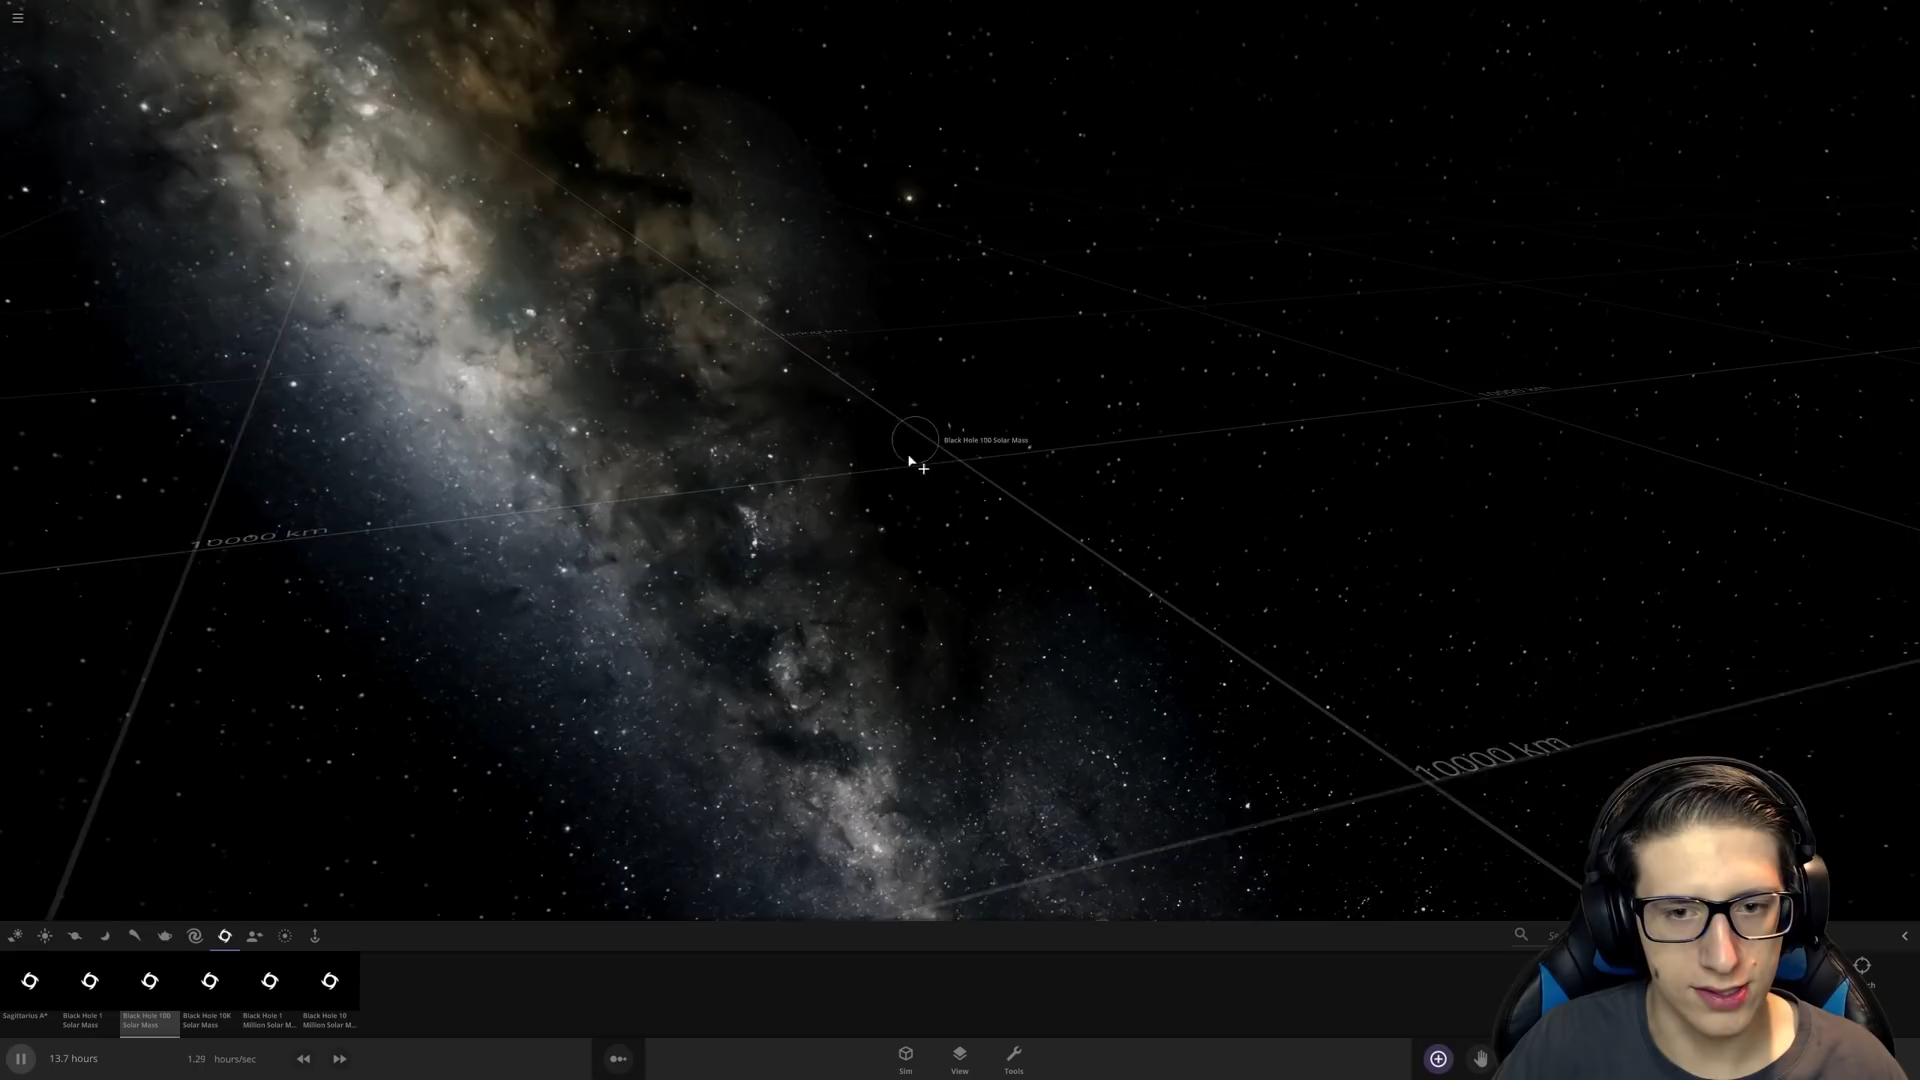 10000 km
Black Hole 100 Solar Mass
10000 km
10000 km
Sagittarius A*
Black Hole 1
Solar Mass
Black Hole 100
Solar Mass
Black Hole 10K
Solar Mass
Black Hole 1
Million Solar M...
Black Hole 10
Million Solar M...
13.7 hours
1.29 hours/sec
Sim
View
Tools